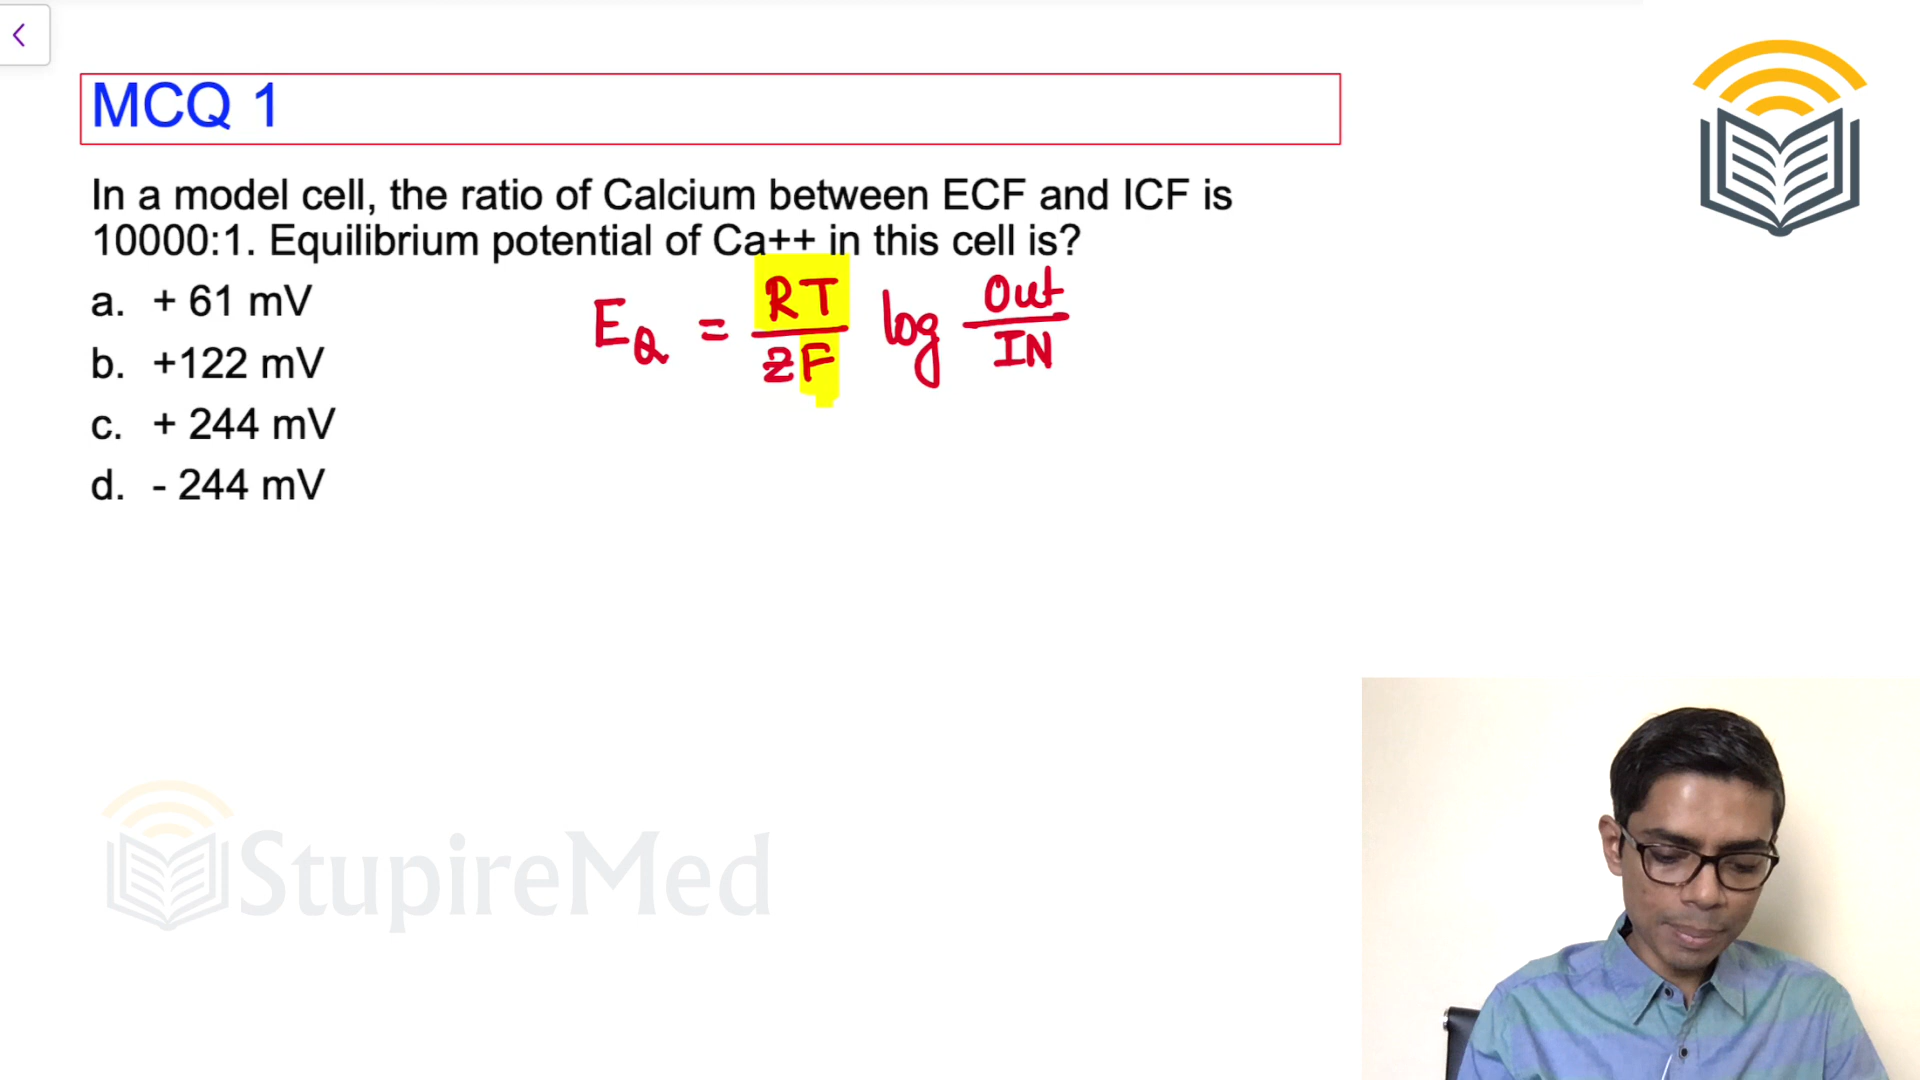 MCQ 1
In a model cell, the ratio of Calcium between ECF and ICF is
10000:1. Equilibrium potential of Ca++ in this cell is?
a. + 61 mV
b. +122 mV
c. + 244 mV
d. - 244 mV
EQ = RT/ZF log Out/IN
StupireMed